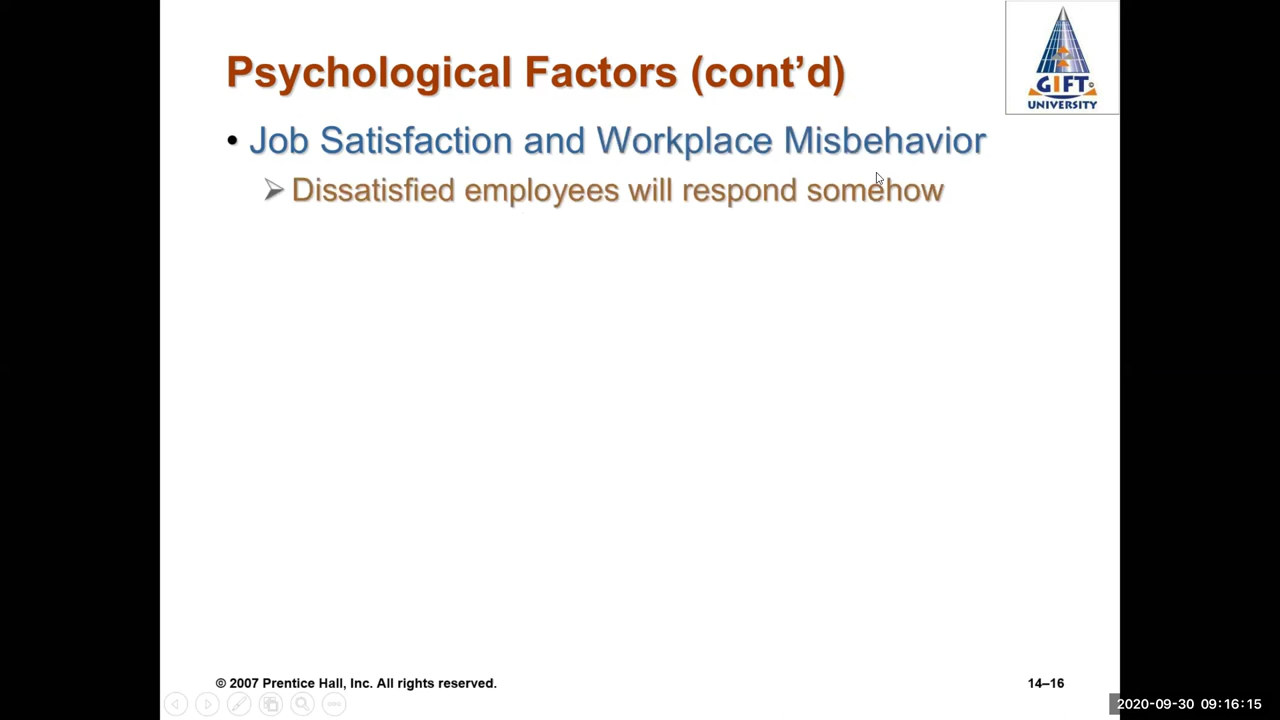 GIFT
UNIVERSITY
Psychological Factors (cont’d)
• Job Satisfaction and Workplace Misbehavior
➢ Dissatisfied employees will respond somehow
© 2007 Prentice Hall, Inc. All rights reserved.
14–16
2020-09-30 09:16:15